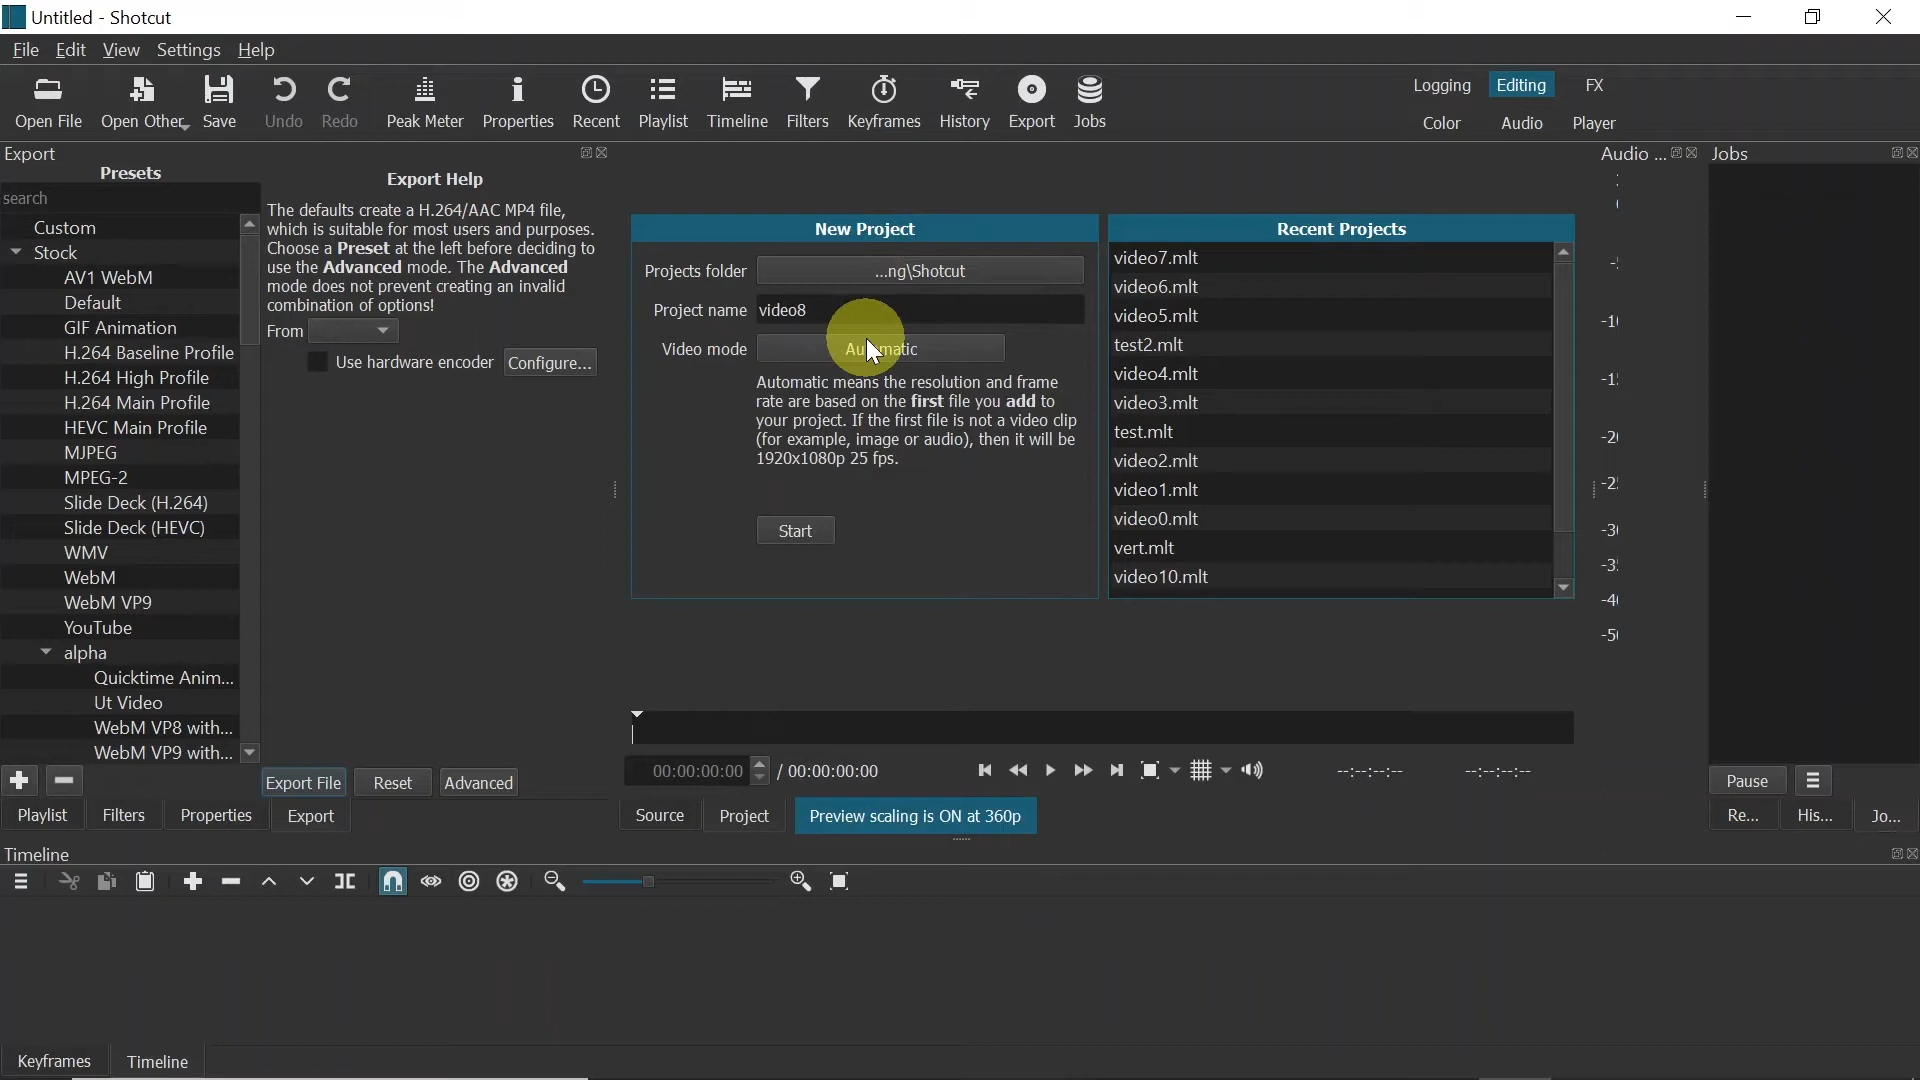 Untitled - Shotcut
File Edit View Settings Help
Open File Open Other Save Undo Redo Peak Meter Properties Recent Playlist Timeline Filters Keyframes History Export Jobs
Logging Editing FX
Color Audio Player
Export
Presets
search
Custom
Stock
AV1 WebM
Default
GIF Animation
H.264 Baseline Profile
H.264 High Profile
H.264 Main Profile
HEVC Main Profile
MJPEG
MPEG-2
Slide Deck (H.264)
Slide Deck (HEVC)
WMV
WebM
WebM VP9
YouTube
alpha
Quicktime Anim...
Ut Video
WebM VP8 with...
WebM VP9 with...
Export Help
The defaults create a H.264/AAC MP4 file,
which is suitable for most users and purposes.
Choose a Preset at the left before deciding to
use the Advanced mode. The Advanced
mode does not prevent creating an invalid
combination of options!
From
Use hardware encoder Configure...
Export File Reset Advanced
Playlist Filters Properties Export
New Project
Projects folder ...ng\Shotcut
Project name video8
Video mode Automatic
Automatic means the resolution and frame
rate are based on the first file you add to
your project. If the first file is not a video clip
(for example, image or audio), then it will be
1920x1080p 25 fps.
Start
Recent Projects
video7.mlt
video6.mlt
video5.mlt
test2.mlt
video4.mlt
video3.mlt
test.mlt
video2.mlt
video1.mlt
video0.mlt
vert.mlt
video10.mlt
00:00:00:00 / 00:00:00:00
--:--:--:-- --:--:--:--
Source Project Preview scaling is ON at 360p
Audio ...
Jobs
Pause
Re... His... Jo...
Timeline
Keyframes Timeline